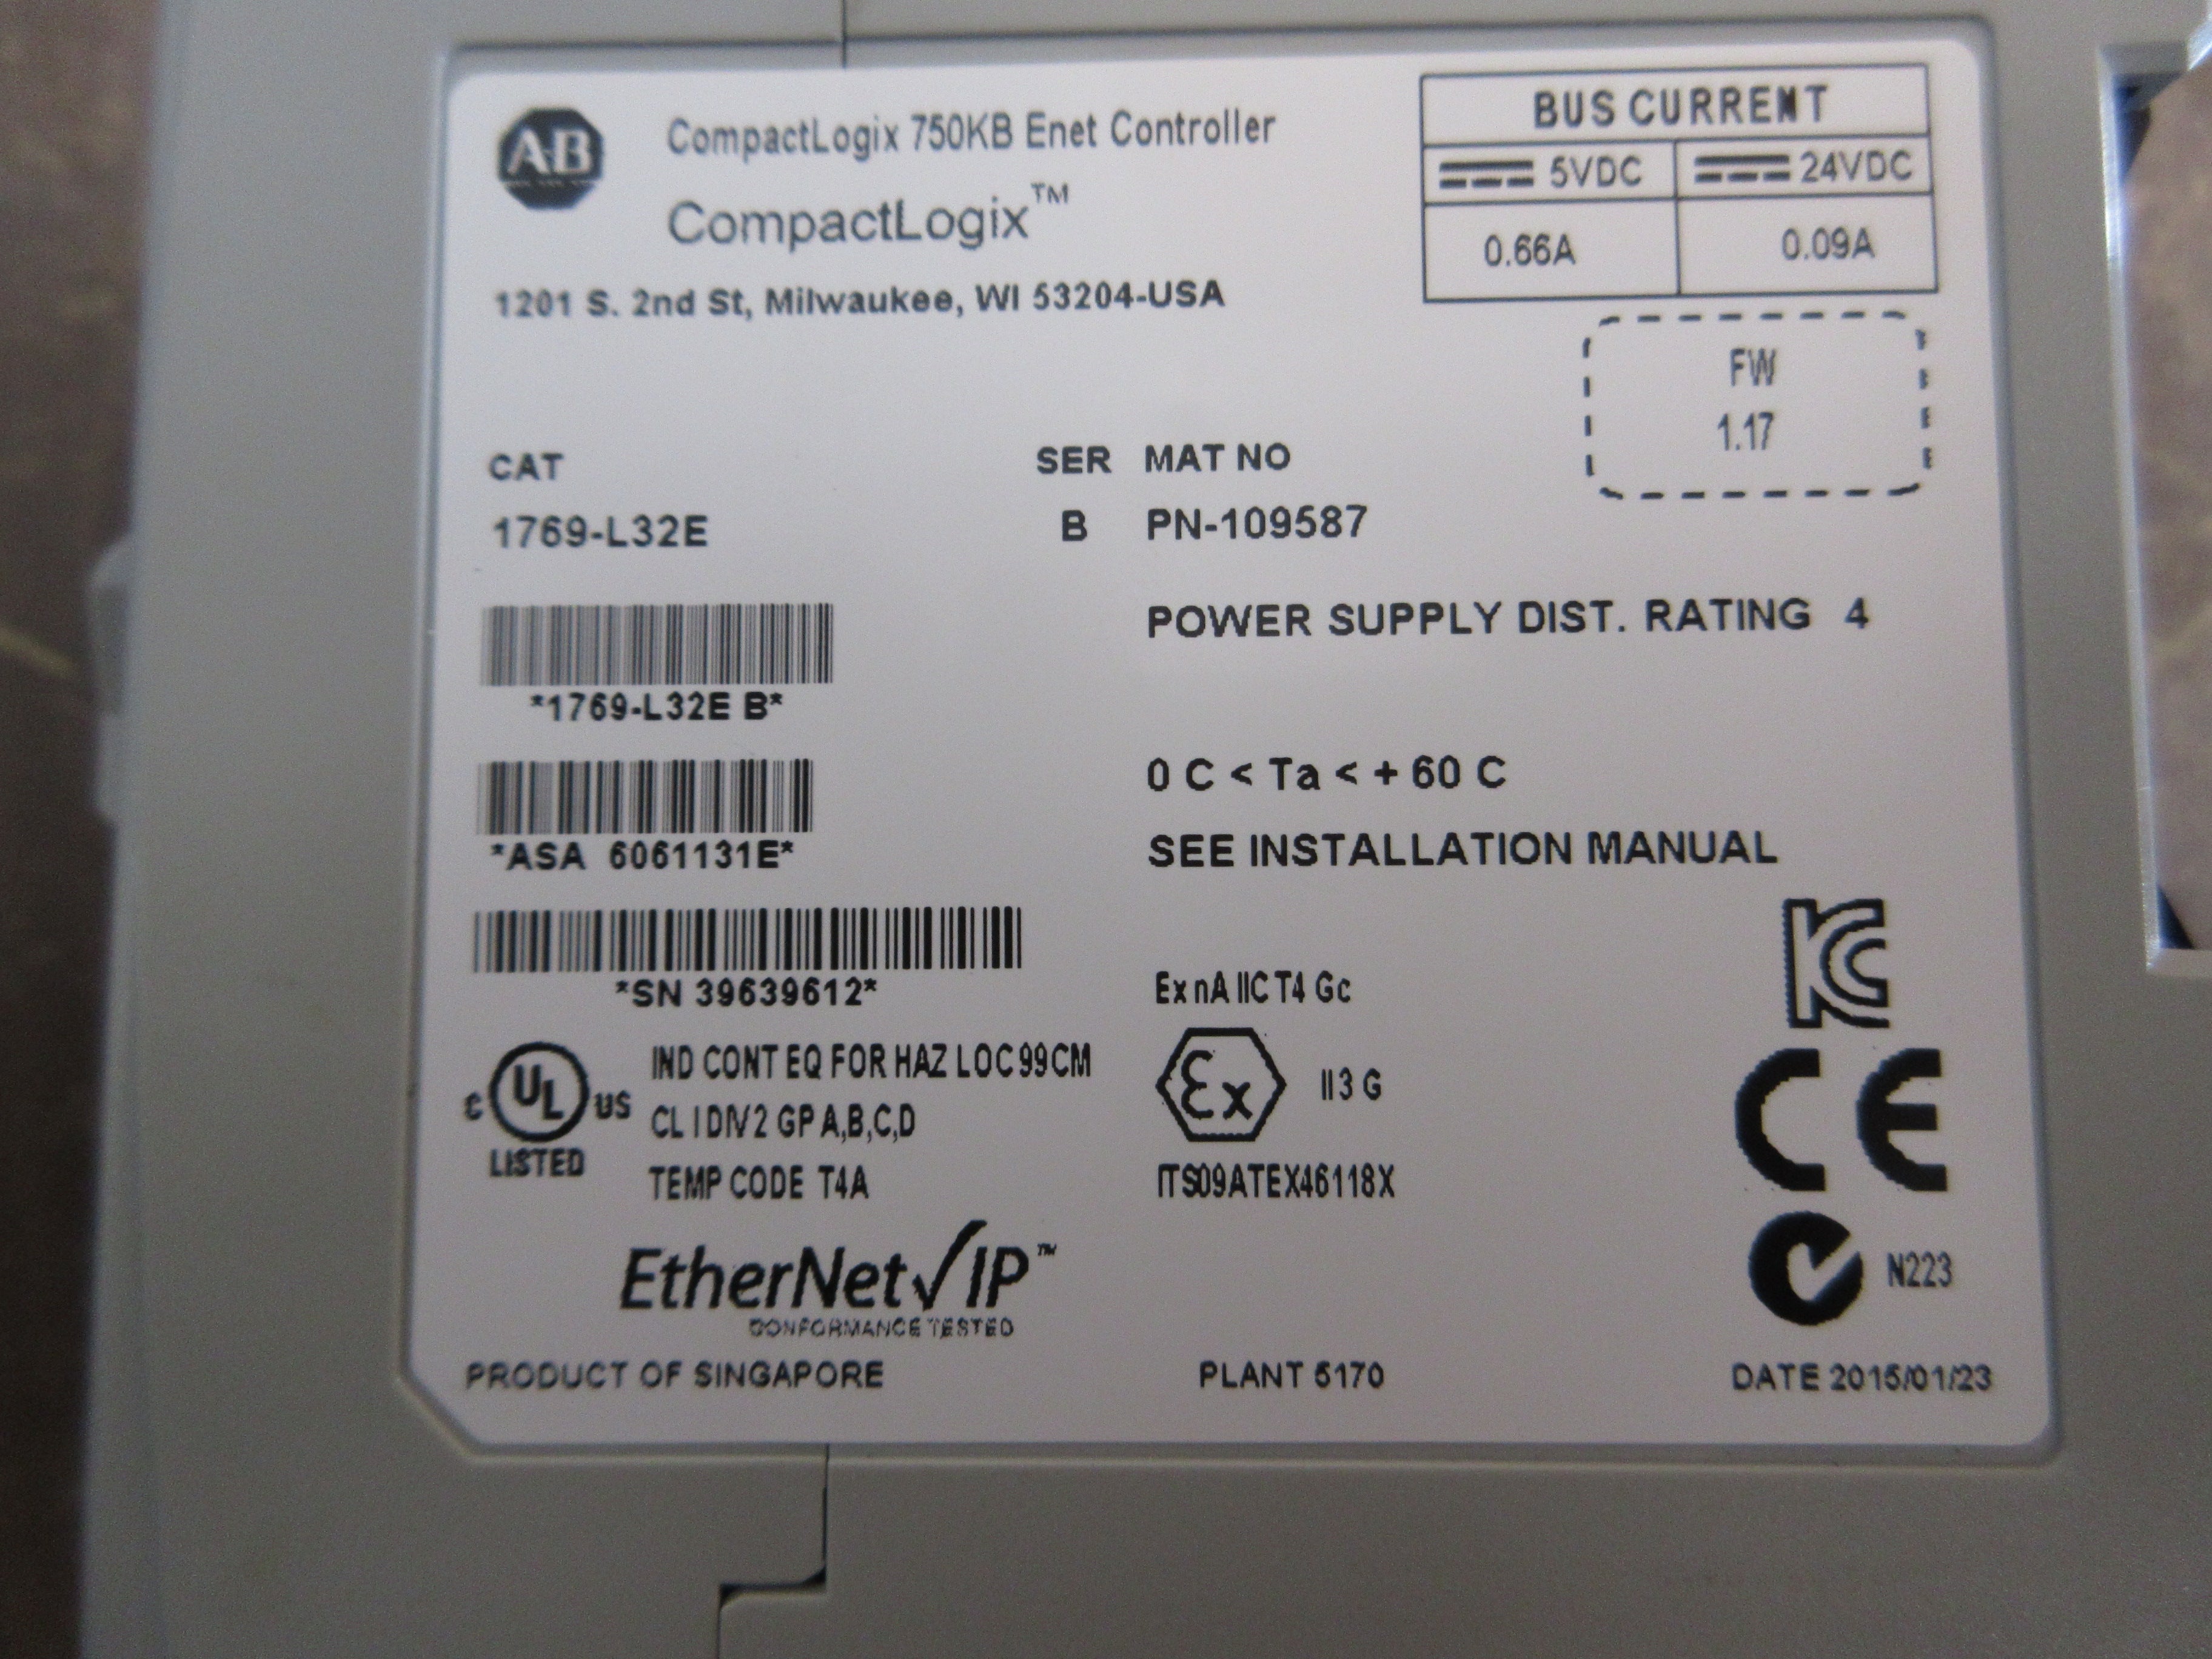 AB
CompactLogix 750KB Enet Controller
CompactLogix™
1201 S. 2nd St, Milwaukee, WI 53204-USA
BUS CURRENT
5VDC 24VDC
0.66A 0.09A
FW
1.17
CAT SER MAT NO
1769-L32E B PN-109587
*1769-L32E B*
POWER SUPPLY DIST. RATING 4
*ASA 6061131E*
0 C < Ta < + 60 C
SEE INSTALLATION MANUAL
*SN 39639612*
Ex nA IIC T4 Gc
KC
C UL US
LISTED
IND CONT EQ FOR HAZ LOC 99CM
CL I DIV 2 GP A,B,C,D
TEMP CODE T4A
Ex II 3 G
ITS09ATEX46118X
CE
N223
EtherNet/IP™
CONFORMANCE TESTED
PRODUCT OF SINGAPORE PLANT 5170 DATE 2015/01/23